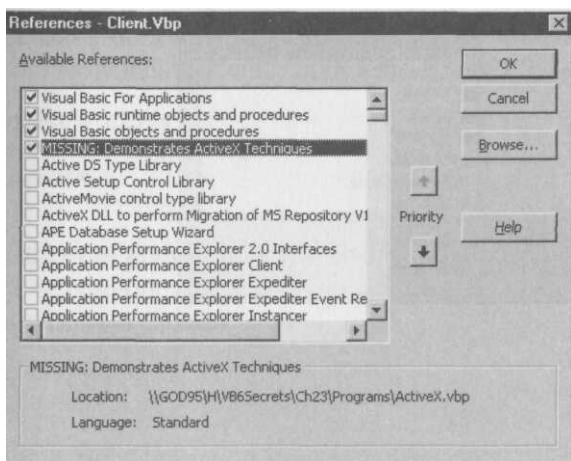 References - Client.Vbp
Available References:
Visual Basic For Applications
Visual Basic runtime objects and procedures
Visual Basic objects and procedures
MISSING: Demonstrates ActiveX Techniques
Active DS Type Library
Active Setup Control Library
ActiveMovie control type library
ActiveX DLL to perform Migration of MS Repository V1
APE Database Setup Wizard
Application Performance Explorer 2.0 Interfaces
Application Performance Explorer Client
Application Performance Explorer Expediter
Application Performance Explorer Expediter Event Re
Application Performance Explorer Instancer
OK
Cancel
Browse...
Priority
Help
MISSING: Demonstrates ActiveX Techniques
Location: \\GOD95\H\VB6Secrets\Ch23\Programs\ActiveX.vbp
Language: Standard